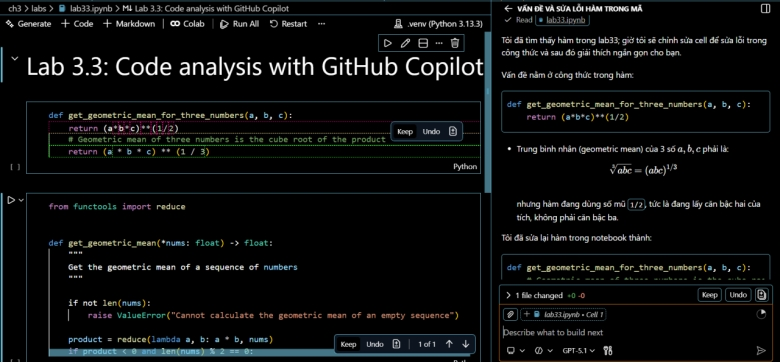 ch3 > labs > lab33.ipynb > M↓ Lab 3.3: Code analysis with GitHub Copilot
Generate + Code + Markdown | Colab | Run All Restart ... .venv (Python 3.13.3)
Lab 3.3: Code analysis with GitHub Copilot
def get_geometric_mean_for_three_numbers(a, b, c):
return (a*b*c)**(1/2)
# Geometric mean of three numbers is the cube root of the product
return (a * b * c) ** (1 / 3)
Keep Undo
[ ] Python
from functools import reduce
def get_geometric_mean(*nums: float) -> float:
"""
Get the geometric mean of a sequence of numbers
"""
if not len(nums):
raise ValueError("Cannot calculate the geometric mean of an empty sequence")
product = reduce(lambda a, b: a * b, nums)
if product < 0 and len(nums) % 2 == 0:
Keep Undo 1 of 1
← VẤN ĐỀ VÀ SỬA LỖI HÀM TRONG MÃ
✓ Read lab33.ipynb
Tôi đã tìm thấy hàm trong lab33; giờ tôi sẽ chỉnh sửa cell để sửa lỗi trong
công thức và sau đó giải thích ngắn gọn cho bạn.
Vấn đề nằm ở công thức trong hàm:
def get_geometric_mean_for_three_numbers(a, b, c):
return (a*b*c)**(1/2)
• Trung bình nhân (geometric mean) của 3 số a, b, c phải là:
∛abc = (abc)^1/3
nhưng hàm đang dùng số mũ 1/2, tức là đang lấy căn bậc hai của
tích, không phải căn bậc ba.
Tôi đã sửa lại hàm trong notebook thành:
def get_geometric_mean_for_three_numbers(a, b, c):
> 1 file changed +0 -0 Keep Undo
+ lab33.ipynb • Cell 1
Describe what to build next
GPT-5.1